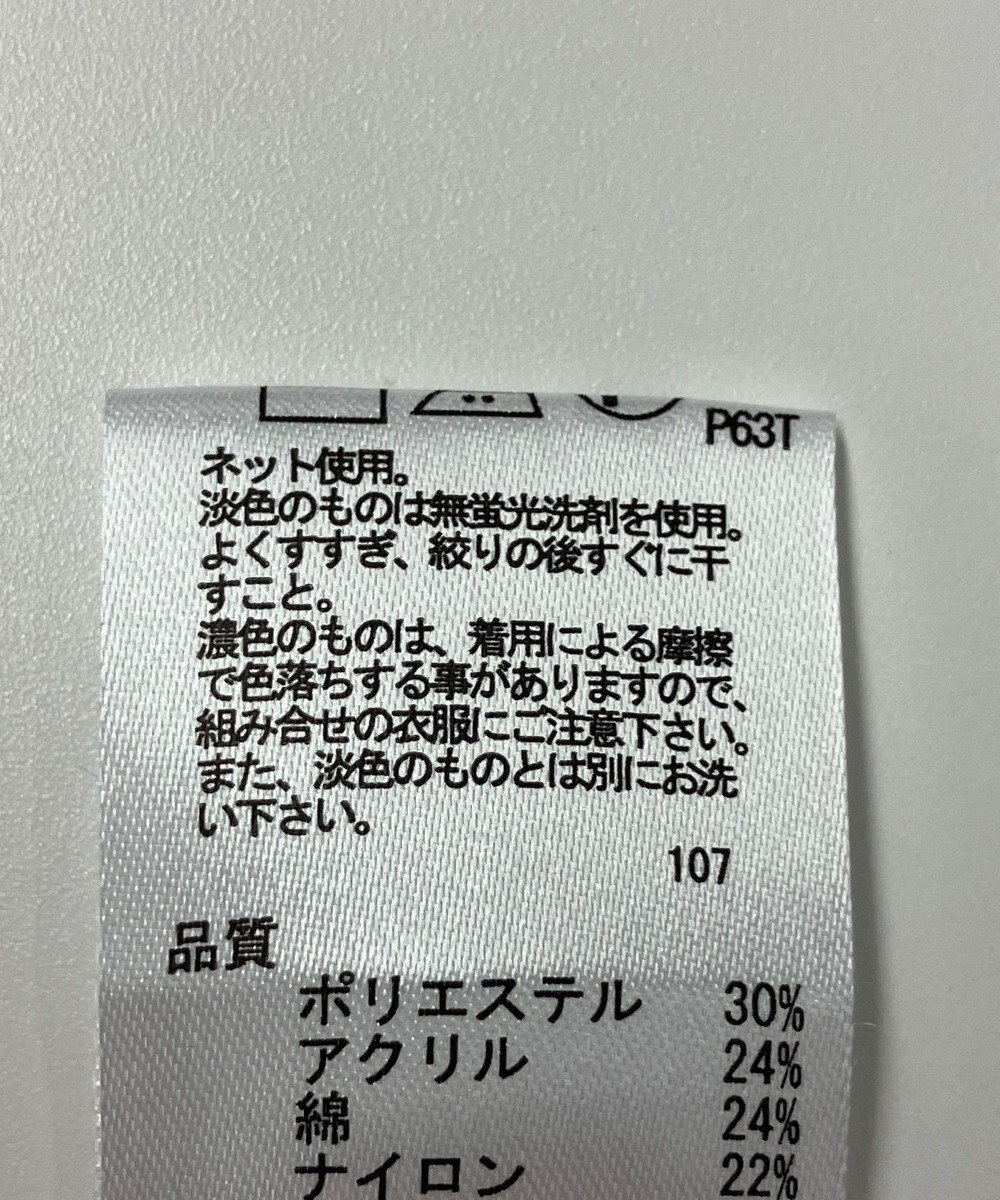 P63T
ネット使用。
淡色のものは無蛍光洗剤を使用。
よくすすぎ、絞りの後すぐに干
すこと。
濃色のものは、着用による摩擦
で色落ちする事がありますので、
組み合せの衣服にご注意下さい。
また、淡色のものとは別にお洗
い下さい。
107
品質
ポリエステル 30%
アクリル 24%
綿 24%
ナイロン 22%